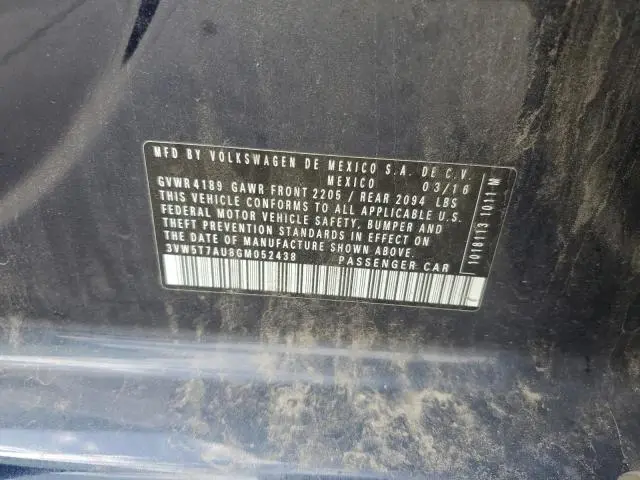 MFD BY VOLKSWAGEN DE MEXICO S.A. DE C.V.
MEXICO 03/16
GVWR 4189 GAWR FRONT 2205 / REAR 2094 LBS
THIS VEHICLE CONFORMS TO ALL APPLICABLE U.S.
FEDERAL MOTOR VEHICLE SAFETY, BUMPER AND
THEFT PREVENTION STANDARDS IN EFFECT ON
THE DATE OF MANUFACTURE SHOWN ABOVE.
3VW5T7AU8GM052438 PASSENGER CAR
1018113 1011M